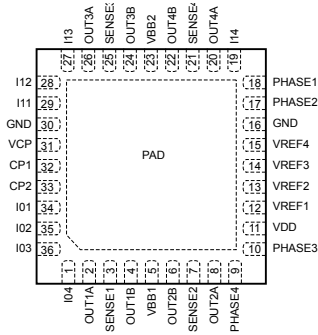 I13
OUT3A
SENSE3
OUT3B
VBB2
OUT4B
SENSE4
OUT4A
I14
27
26
25
24
23
22
21
20
19
I12 28
I11 29
GND 30
VCP 31
CP1 32
CP2 33
I01 34
I02 35
I03 36
PAD
18 PHASE1
17 PHASE2
16 GND
15 VREF4
14 VREF3
13 VREF2
12 VREF1
11 VDD
10 PHASE3
1
2
3
4
5
6
7
8
9
I04
OUT1A
SENSE1
OUT1B
VBB1
OUT2B
SENSE2
OUT2A
PHASE4